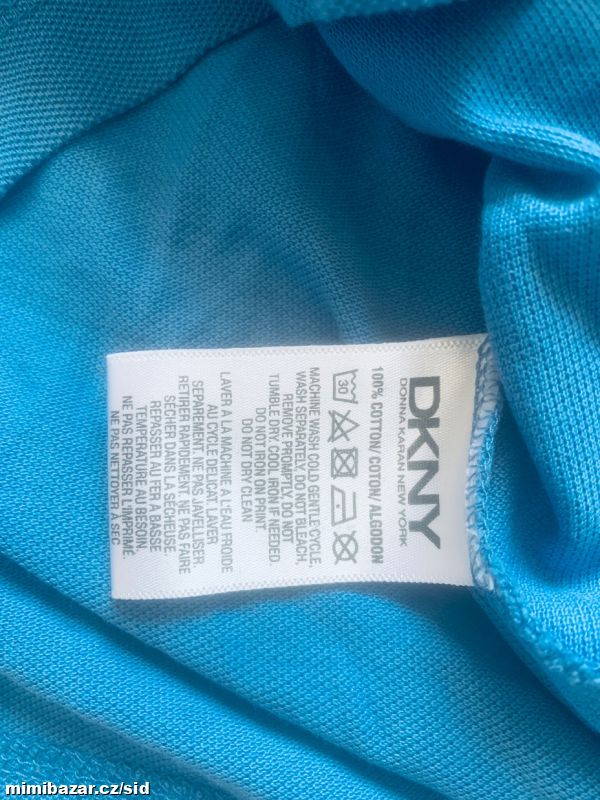 DKNY
DONNA KARAN NEW YORK
100% COTTON/ COTON/ ALGODON
30
MACHINE WASH COLD GENTLE CYCLE,
WASH SEPARATELY, DO NOT BLEACH,
REMOVE PROMPTLY, DO NOT
TUMBLE DRY. COOL IRON IF NEEDED.
DO NOT IRON ON PRINT
DO NOT DRY CLEAN
LAVER A LA MACHINE A L'EAU FROIDE
AU CYCLE DELICAT. LAVER
SEPAREMENT. NE PAS JAVELLISER.
RETIRER RAPIDEMENT. NE PAS FAIRE
SECHER DANS LA SECHEUSE
REPASSER AU FER A BASSE
TEMPERATURE AU BESOIN.
NE PAS REPASSER L'IMPRIMÉ
NE PAS NETTOYER A SEC
mimibazar.cz/sid